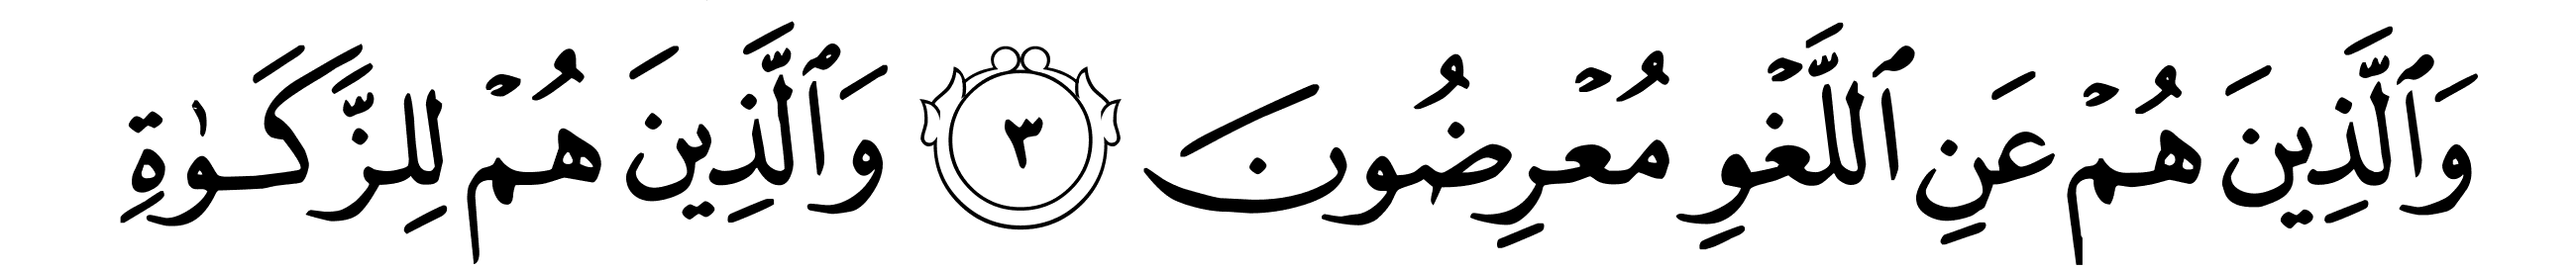 وَٱلَّذِينَ هُمْ عَنِ ٱللَّغْوِ مُعْرِضُونَ ٣ وَٱلَّذِينَ هُمْ لِلزَّكَوٰةِ